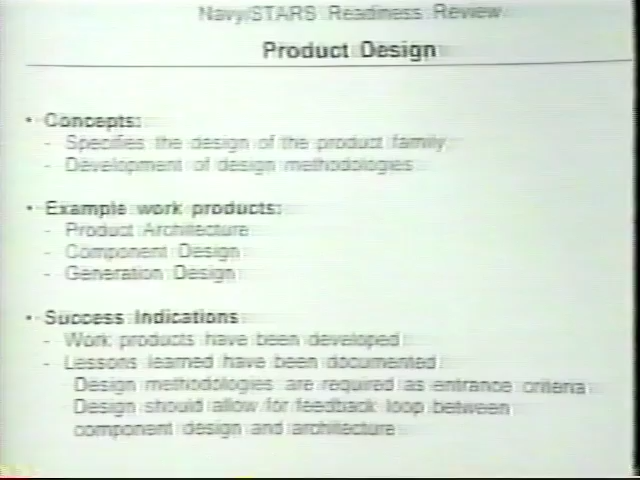 Navy/STARS Readiness Review
Product Design
• Concepts:
- Specifies the design of the product family
- Development of design methodologies
• Example work products:
- Product Architecture
- Component Design
- Generation Design
• Success Indications
- Work products have been developed
- Lessons learned have been documented
Design methodologies are required as entrance criteria
Design should allow for feedback loop between
component design and architecture